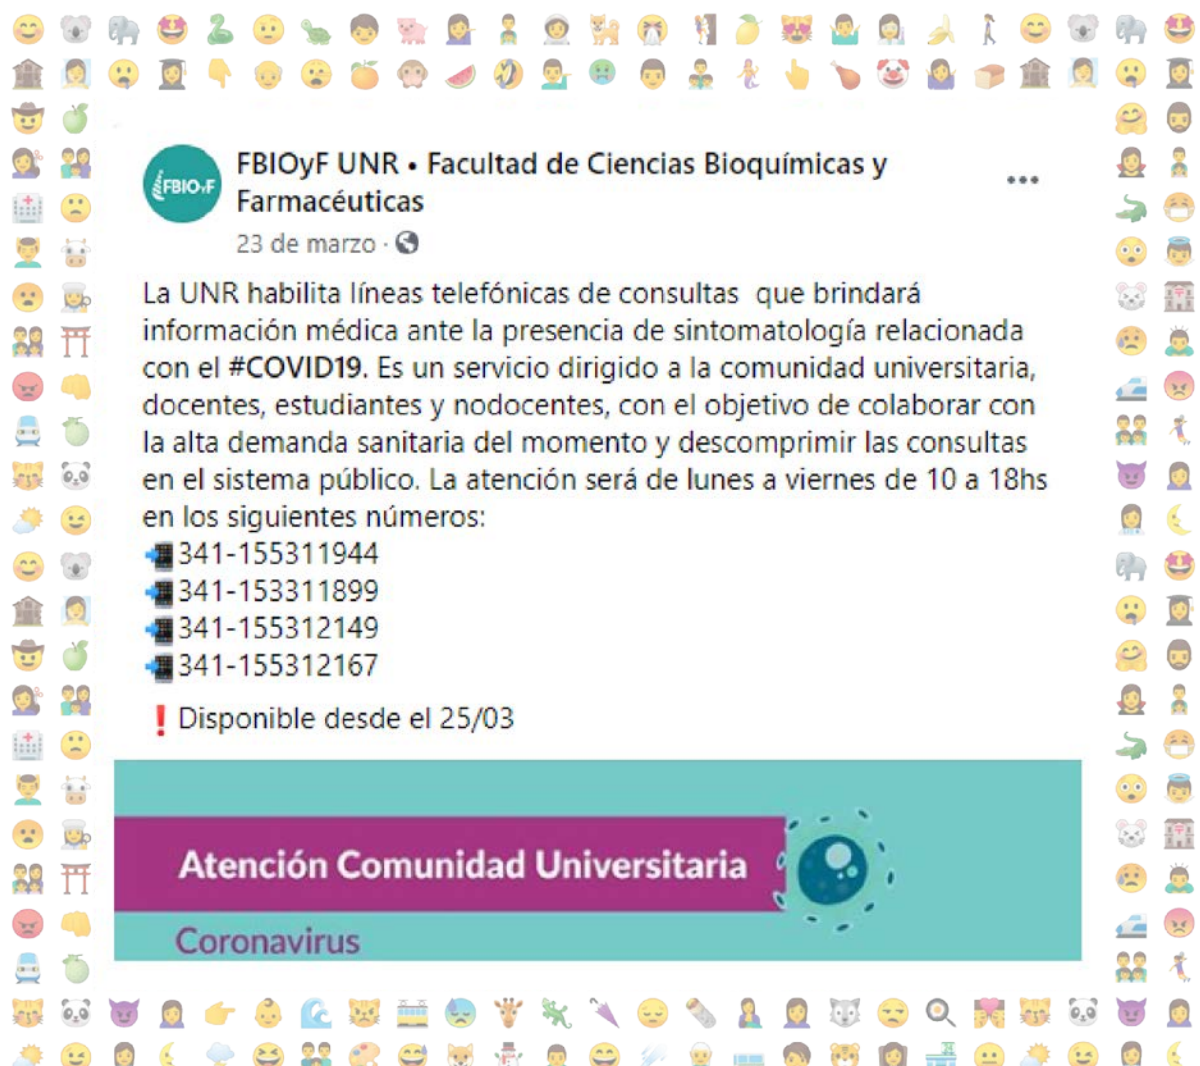 FBIOyF
FBIOyF UNR • Facultad de Ciencias Bioquímicas y
Farmacéuticas
23 de marzo ·
La UNR habilita líneas telefónicas de consultas que brindará
información médica ante la presencia de sintomatología relacionada
con el #COVID19. Es un servicio dirigido a la comunidad universitaria,
docentes, estudiantes y nodocentes, con el objetivo de colaborar con
la alta demanda sanitaria del momento y descomprimir las consultas
en el sistema público. La atención será de lunes a viernes de 10 a 18hs
en los siguientes números:
📲341-155311944
📲341-153311899
📲341-155312149
📲341-155312167
❗Disponible desde el 25/03
Atención Comunidad Universitaria
Coronavirus